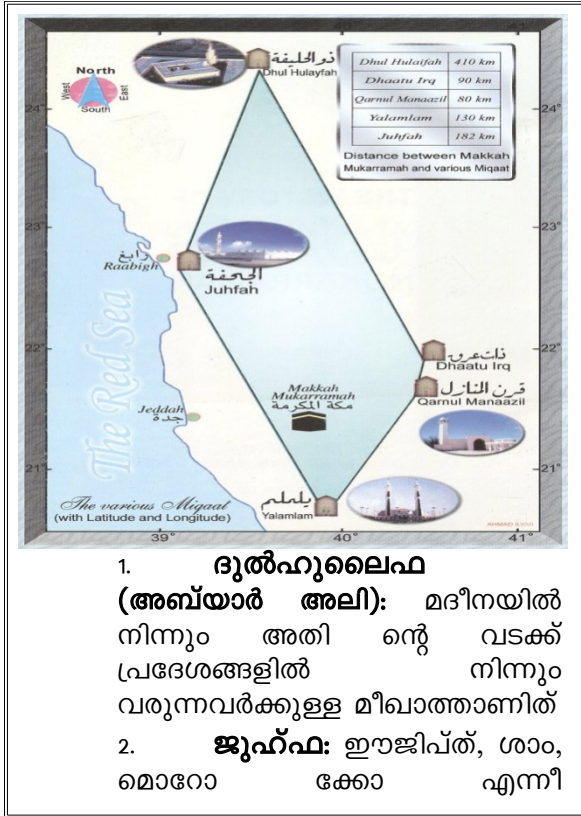 North
West
East
South
ذوالحليفة
Dhul Hulayfah
Dhul Hulaifah 410 km
Dhaatu Irq 90 km
Qarnul Manaazil 80 km
Yalamlam 130 km
Juhfah 182 km
Distance between Makkah
Mukarramah and various Miqaat
24°
24°
23°
23°
22°
22°
21°
21°
رابغ
Raabigh
الجحفة
Juhfah
The Red Sea
ذات عرق
Dhaatu Irq
قرن المنازل
Qarnul Manaazil
Makkah
Mukarramah
مكة المكرمة
Jeddah
جدة
يلملم
Yalamlam
The various Miqaat
(with Latitude and Longitude)
39°
40°
41°
1. ദുൽഹുലൈഫ
(അബ്യാർ അലി): മദീനയിൽ
നിന്നും അതി ന്റെ വടക്ക്
പ്രദേശങ്ങളിൽ നിന്നും
വരുന്നവർക്കുള്ള മീഖാത്താണിത്
2. ജുഹ്ഫ: ഈജിപ്ത്, ശാം,
മൊറോ ക്കോ എന്നീ